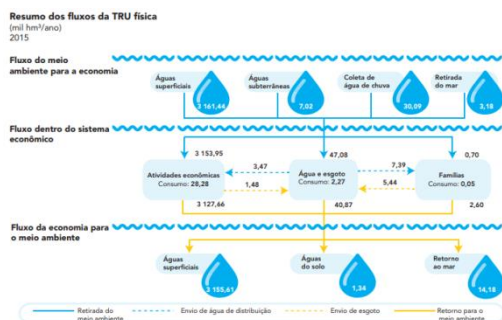 Resumo dos fluxos da TRU física
(mil hm³/ano)
2015
Fluxo do meio
ambiente para a economia
Águas
superficiais
3 161,44
Águas
subterrâneas
7,02
Coleta de
água de chuva
30,09
Retirada
do mar
3,18
Fluxo dentro do sistema
econômico
3 153,95
47,08
0,70
Atividades econômicas
Consumo: 28,28
3,47
1,48
Água e esgoto
Consumo: 2,27
7,39
5,44
Famílias
Consumo: 0,05
3 127,66
40,87
2,60
Fluxo da economia para
o meio ambiente
Águas
superficiais
3 155,61
Águas
do solo
1,34
Retorno
ao mar
14,18
Retirada do
meio ambiente
Envio de água de distribuição
Envio de esgoto
Retorno para o
meio ambiente